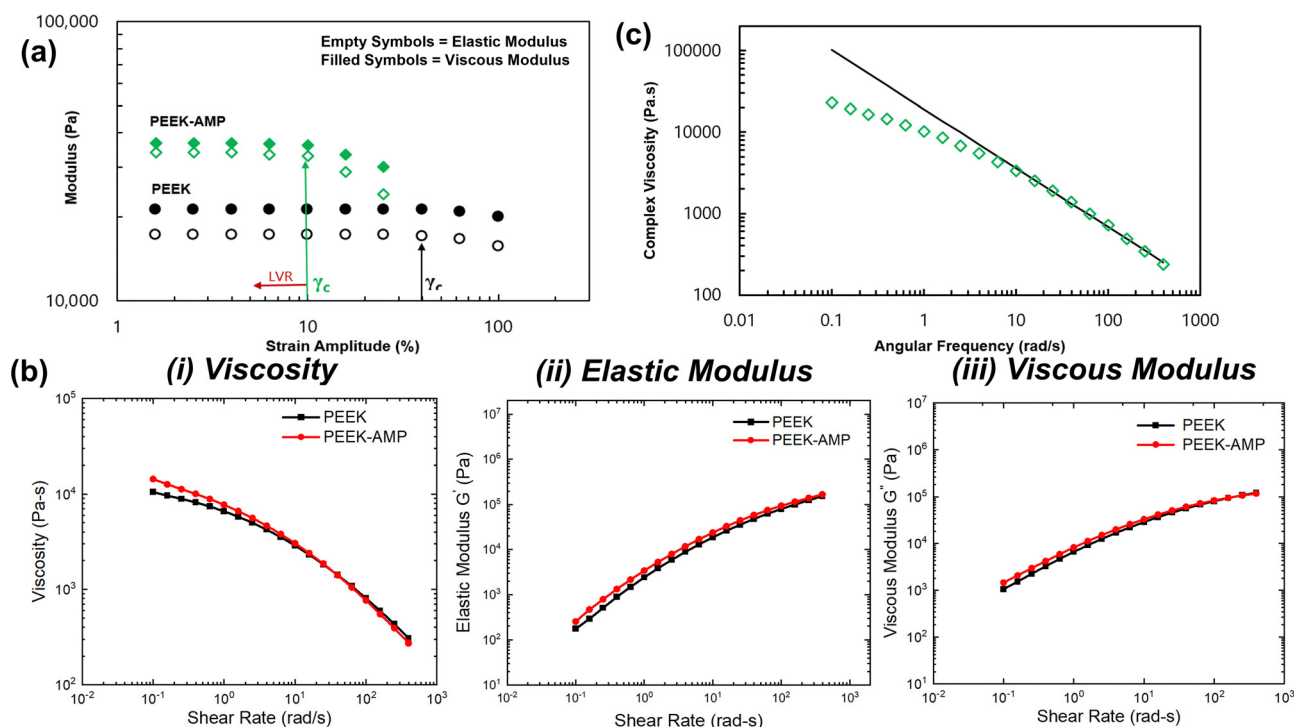 (a)
100,000
10,000
Modulus (Pa)
Empty Symbols = Elastic Modulus
Filled Symbols = Viscous Modulus
PEEK-AMP
PEEK
LVR
γc
γc
1
10
100
Strain Amplitude (%)
(c)
100000
10000
1000
100
Complex Viscosity (Pa.s)
0.01
0.1
1
10
100
1000
Angular Frequency (rad/s)
(b)
(i) Viscosity
10^5
10^4
10^3
10^2
Viscosity (Pa-s)
PEEK
PEEK-AMP
10^-2
10^-1
10^0
10^1
10^2
10^3
Shear Rate (rad/s)
(ii) Elastic Modulus
10^7
10^6
10^5
10^4
10^3
10^2
10^1
Elastic Modulus G' (Pa)
PEEK
PEEK-AMP
10^-2
10^-1
10^0
10^1
10^2
10^3
Shear Rate (rad-s)
(iii) Viscous Modulus
10^7
10^6
10^5
10^4
10^3
10^2
10^1
Viscous Modulus G" (Pa)
PEEK
PEEK-AMP
10^-2
10^-1
10^0
10^1
10^2
10^3
Shear Rate (rad-s)